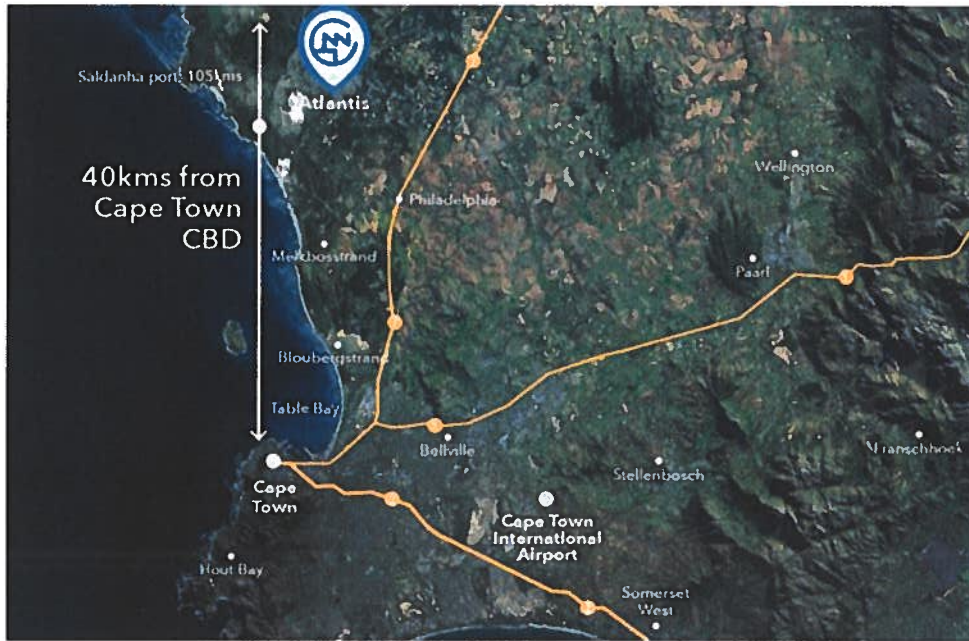 Saldanha port: 105kms
Atlantis
40kms from
Cape Town
CBD
Wellington
Philadelphia
Melkbosstrand
Paarl
Bloubergstrand
Table Bay
Bellville
Franschhoek
Stellenbosch
Cape
Town
Cape Town
International
Airport
Hout Bay
Somerset
West